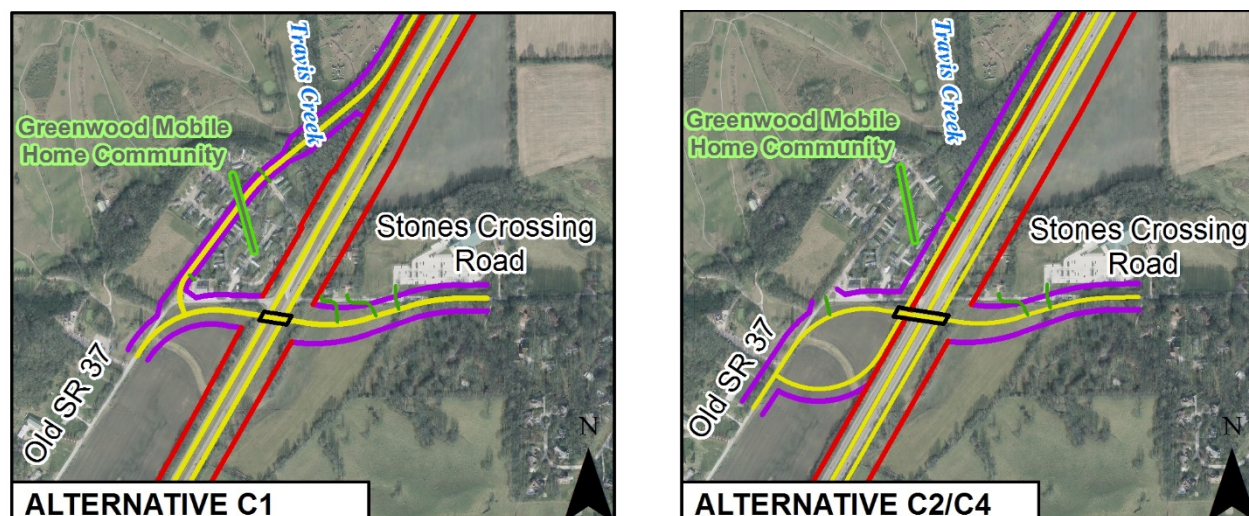 Travis Creek
Greenwood Mobile
Home Community
Stones Crossing
Road
Old SR 37
N
ALTERNATIVE C1
Travis Creek
Greenwood Mobile
Home Community
Stones Crossing
Road
Old SR 37
N
ALTERNATIVE C2/C4